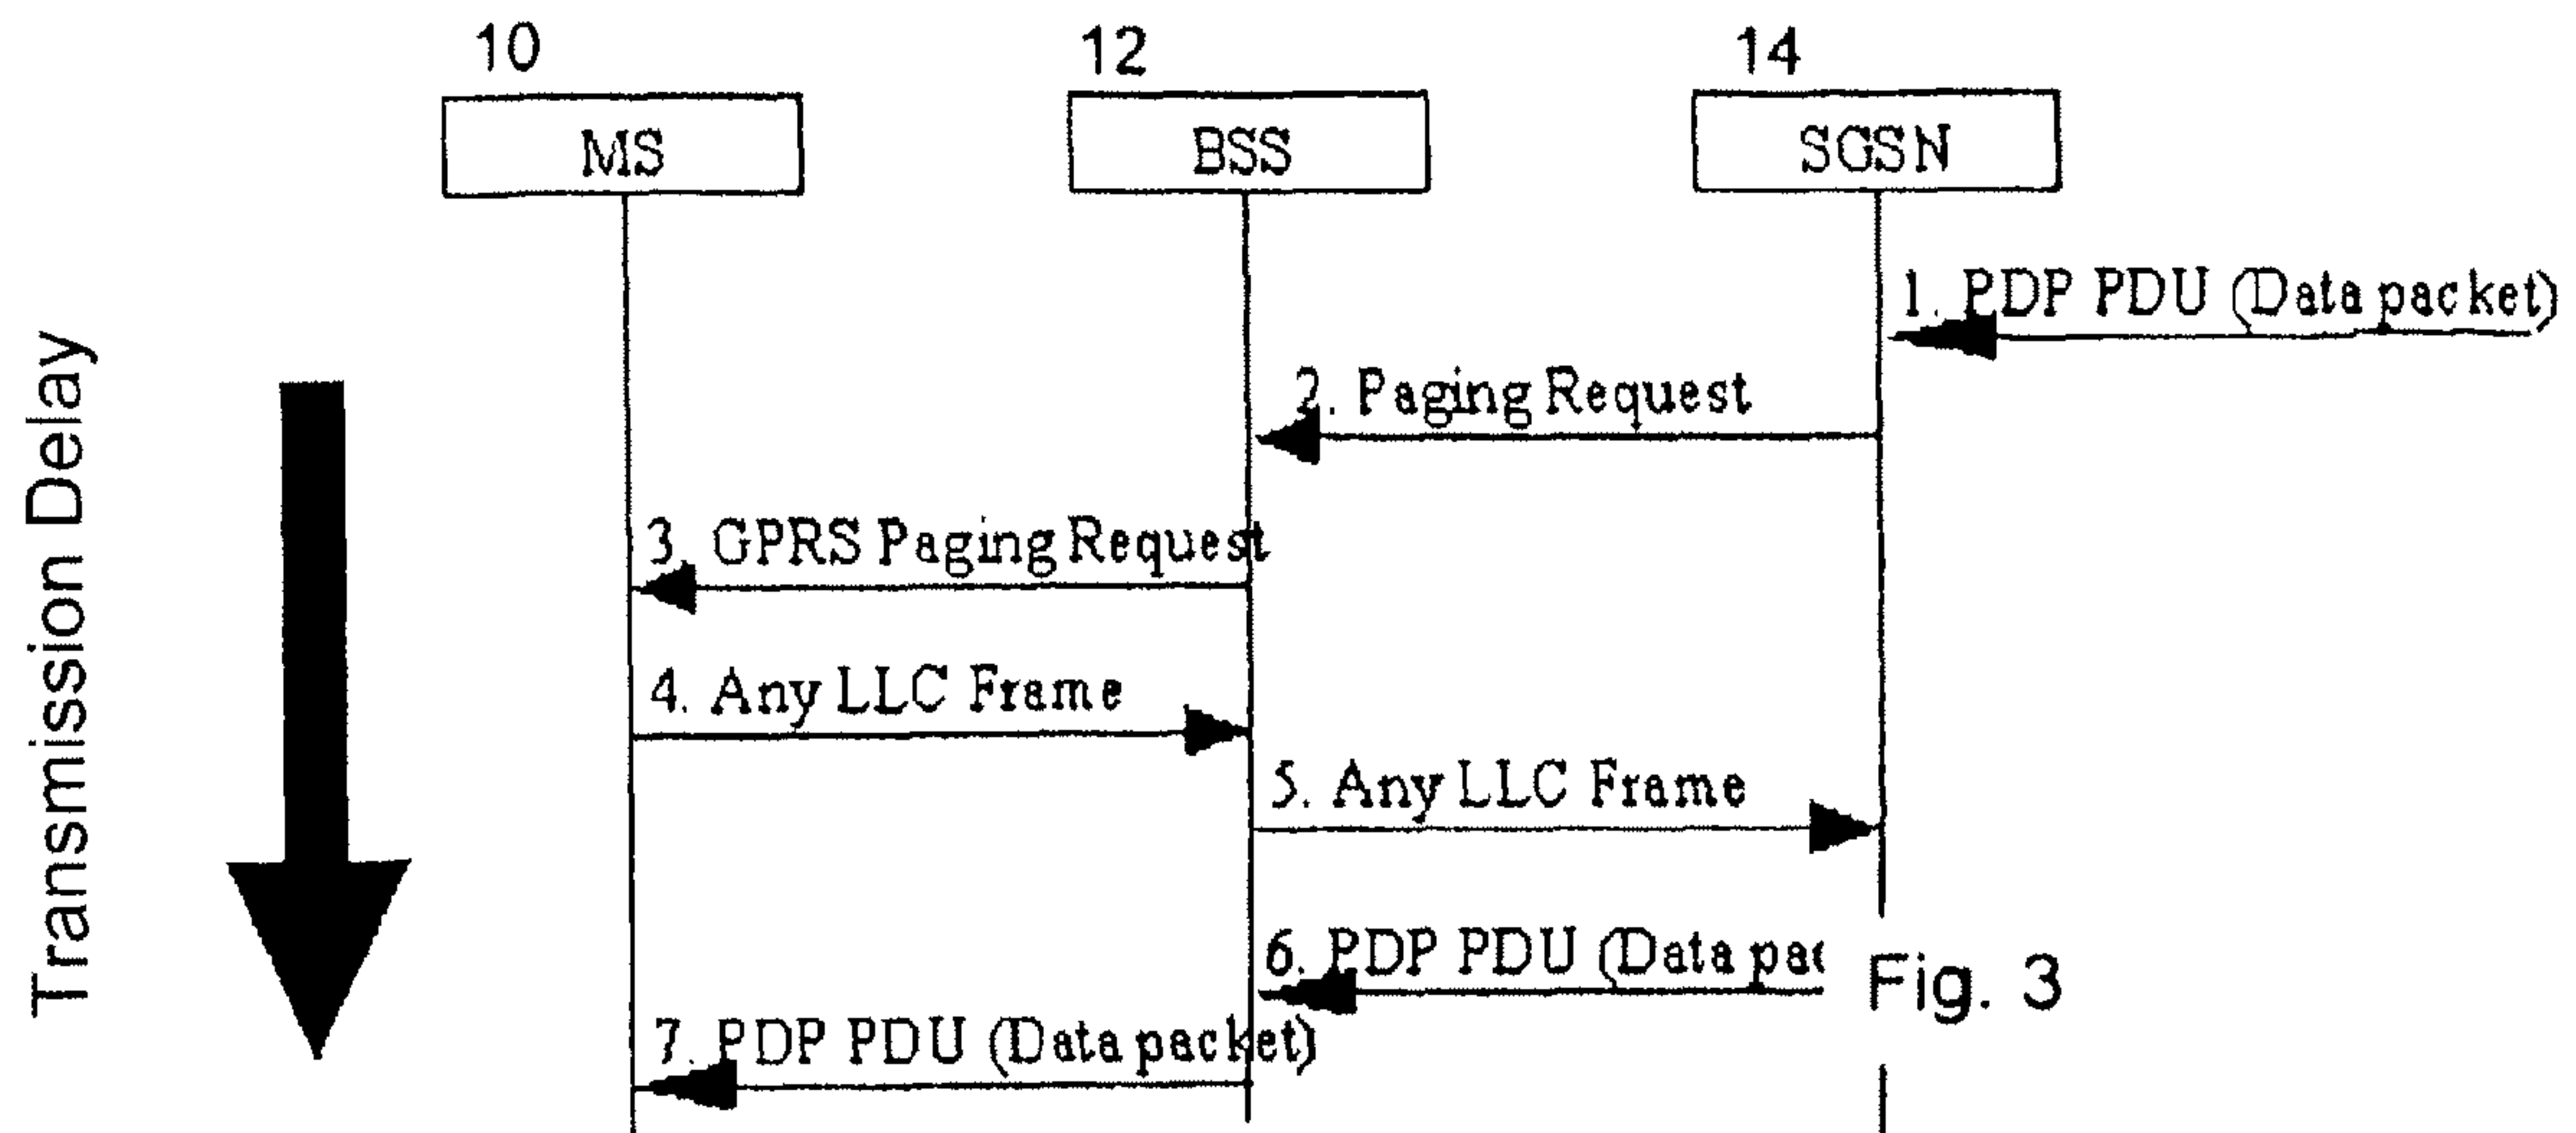 10
12
14
MS
BSS
SGSN
1. PDP PDU (Data packet)
2. Paging Request
3. GPRS Paging Request
4. Any LLC Frame
5. Any LLC Frame
6. PDP PDU (Data pac
Fig. 3
7. PDP PDU (Data packet)
Transmission Delay